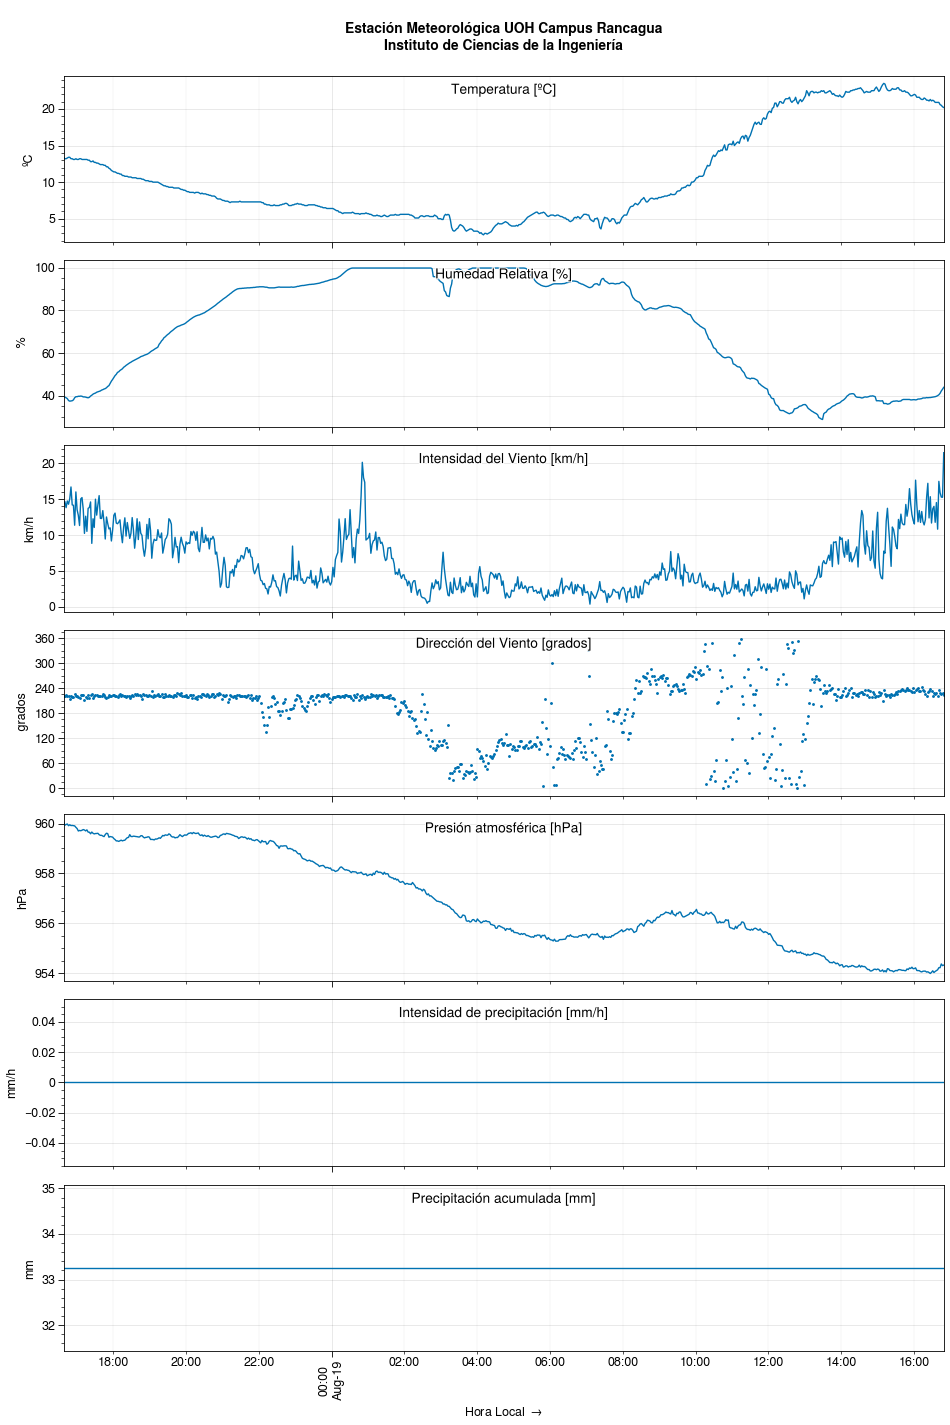 Estación Meteorológica UOH Campus Rancagua
Instituto de Ciencias de la Ingeniería
Temperatura [ºC]
ºC
20
15
10
5
Humedad Relativa [%]
%
100
80
60
40
Intensidad del Viento [km/h]
km/h
20
15
10
5
0
Dirección del Viento [grados]
grados
360
300
240
180
120
60
0
Presión atmosférica [hPa]
hPa
960
958
956
954
Intensidad de precipitación [mm/h]
mm/h
0.04
0.02
0
−0.02
−0.04
Precipitación acumulada [mm]
mm
35
34
33
32
18:00 20:00 22:00 00:00 02:00 04:00 06:00 08:00 10:00 12:00 14:00 16:00
Aug-19
Hora Local →